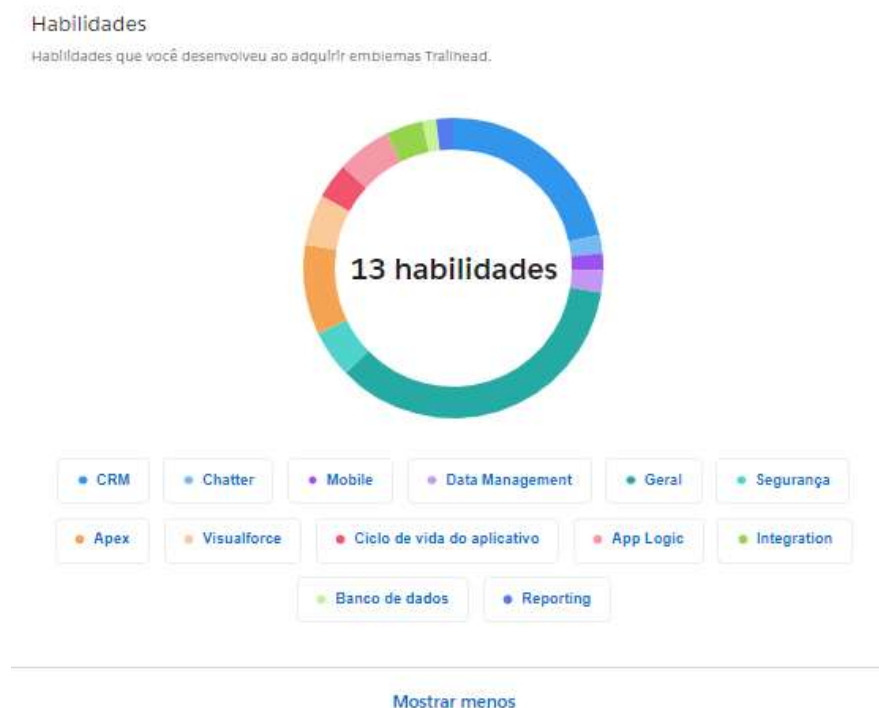 Habilidades
Habilidades que você desenvolveu ao adquirir emblemas Trailhead.
13 habilidades
CRM Chatter Mobile Data Management Geral Segurança
Apex Visualforce Ciclo de vida do aplicativo App Logic Integration
Banco de dados Reporting
Mostrar menos